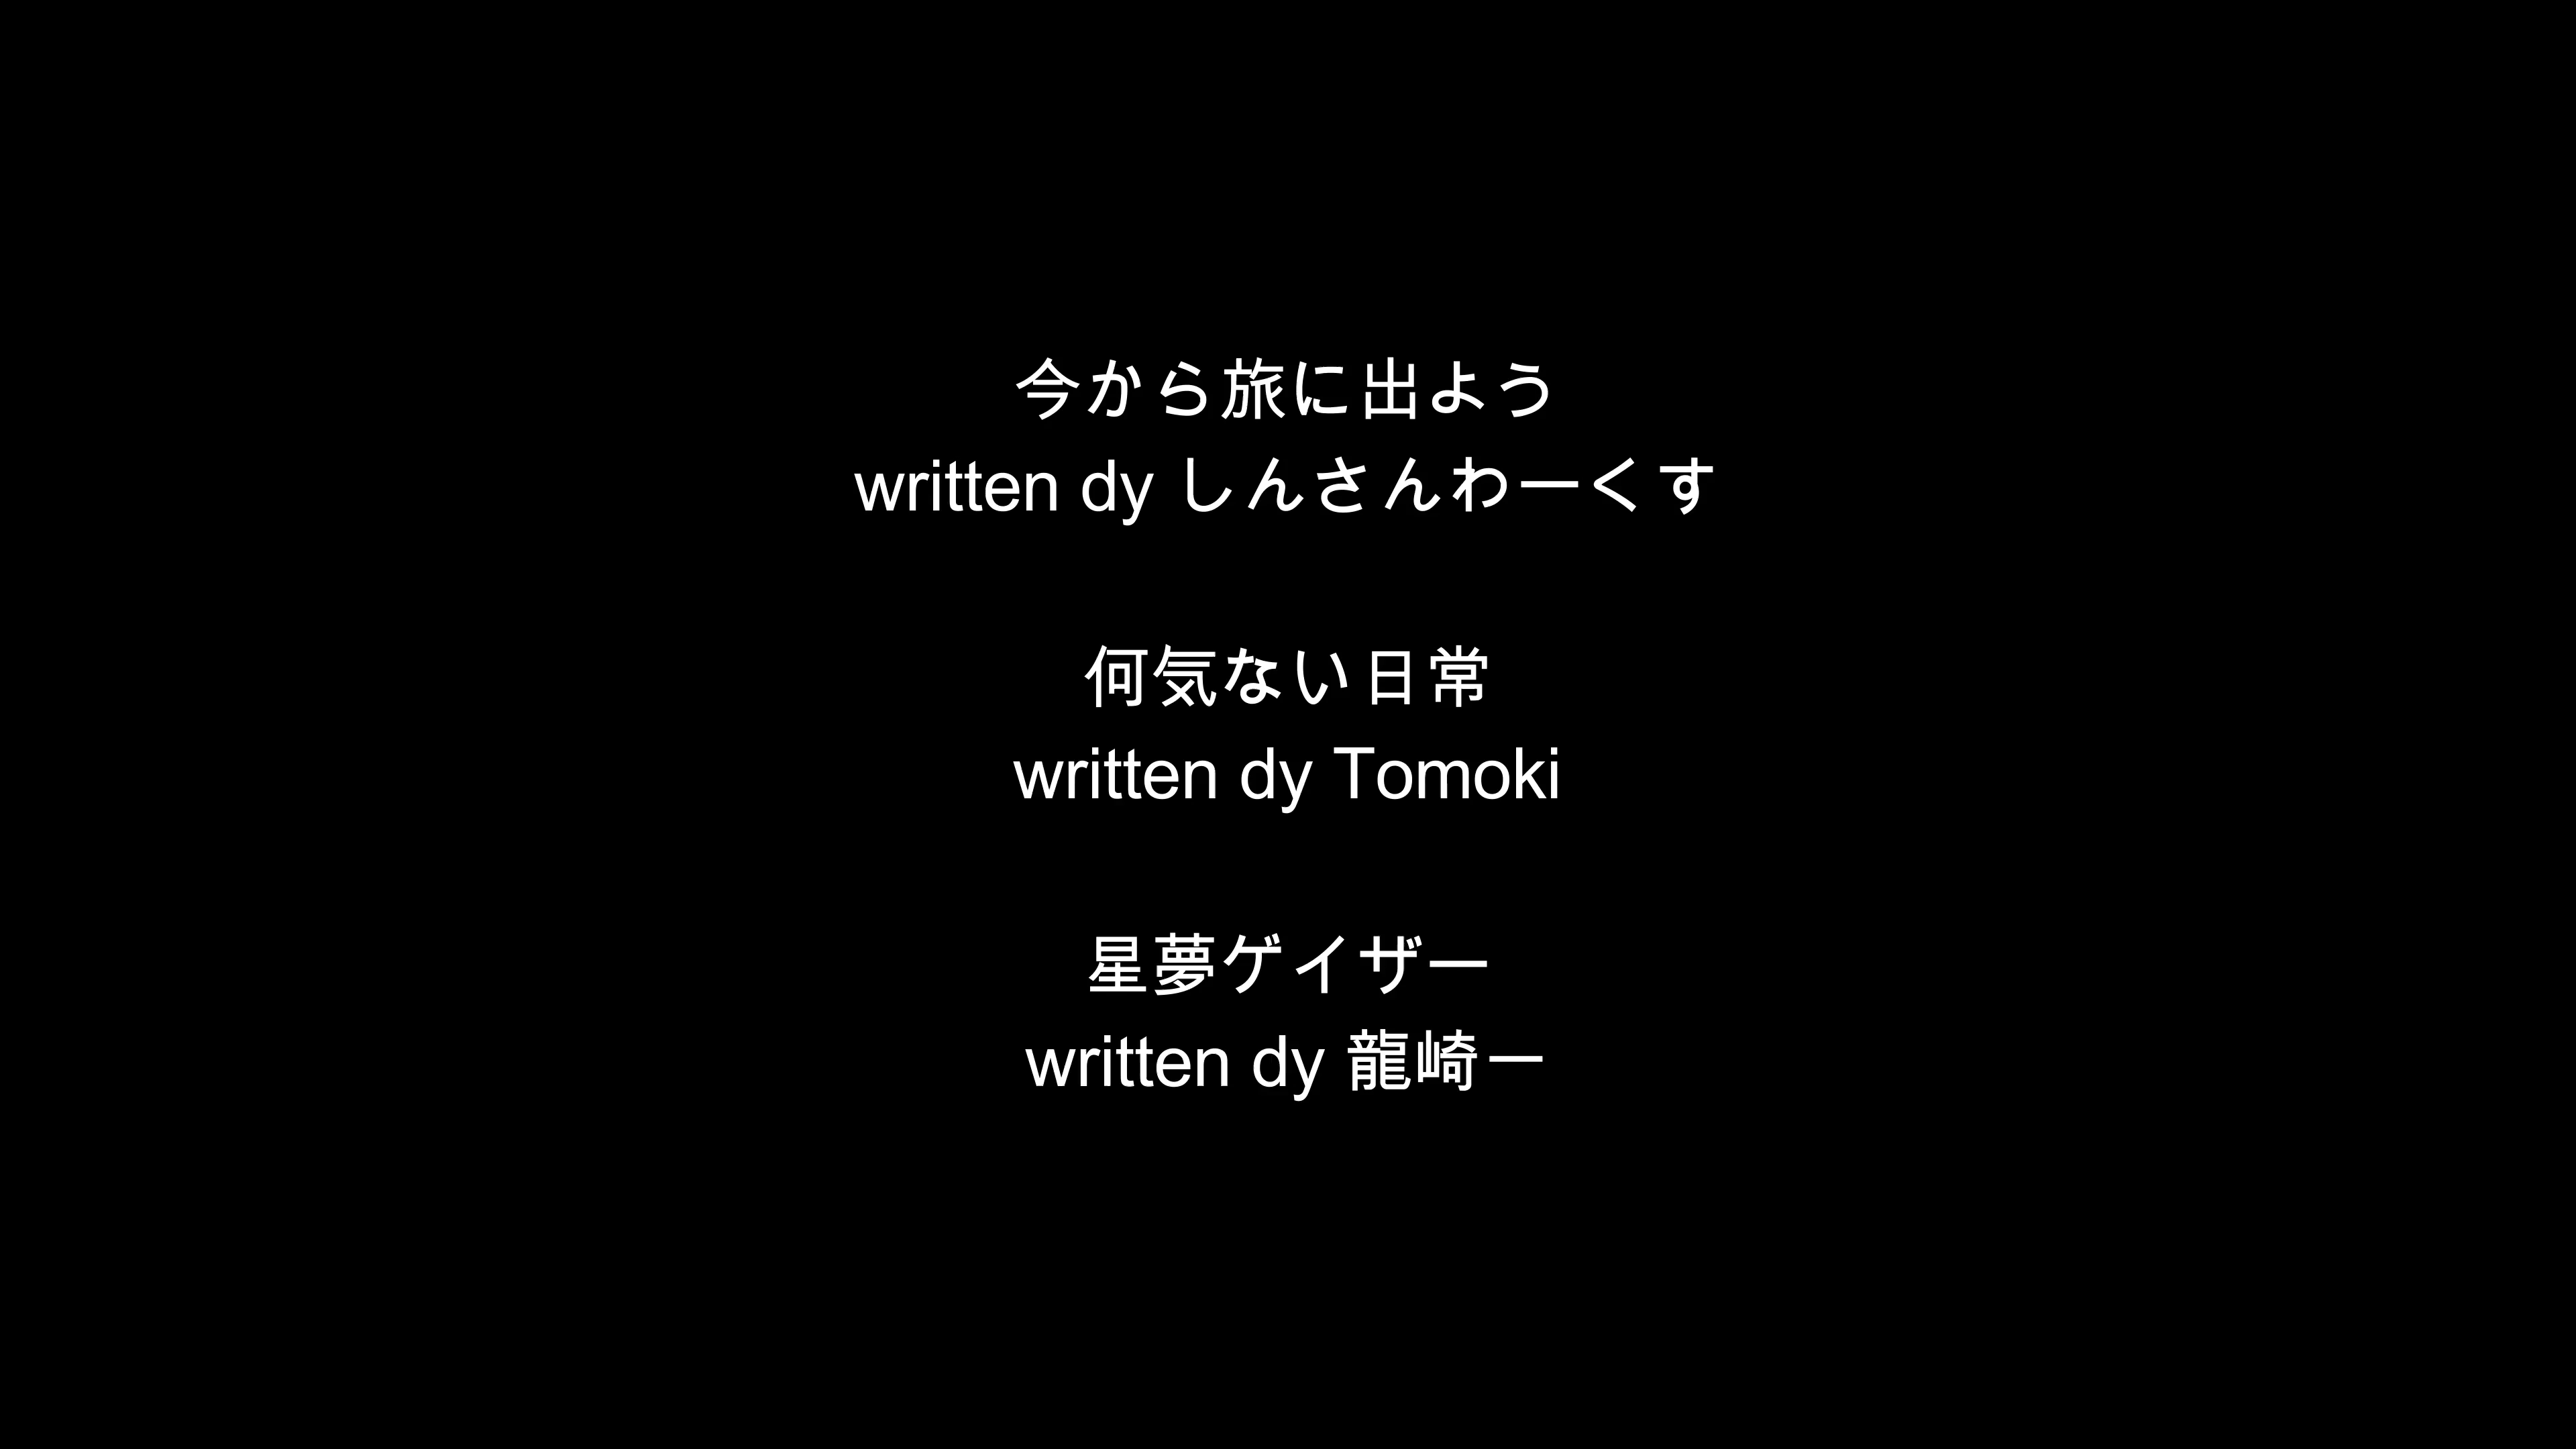 今から旅に出よう
written dy しんさんわーくす
何気ない日常
written dy Tomoki
星夢ゲイザー
written dy 龍崎一